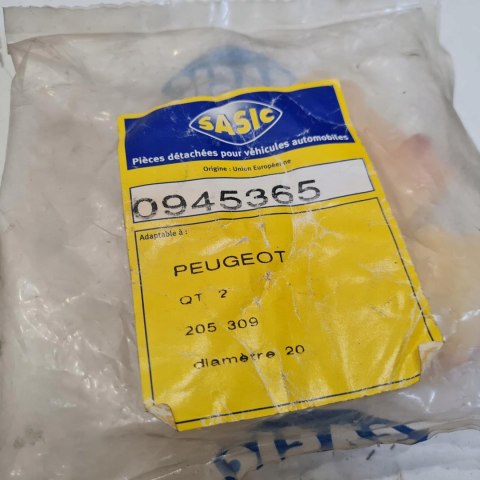 SASIC
Pièces détachées pour véhicules automobiles
Origine : Union Européenne
0945365
Adaptable à :
PEUGEOT
QT 2
205 309
diamètre 20